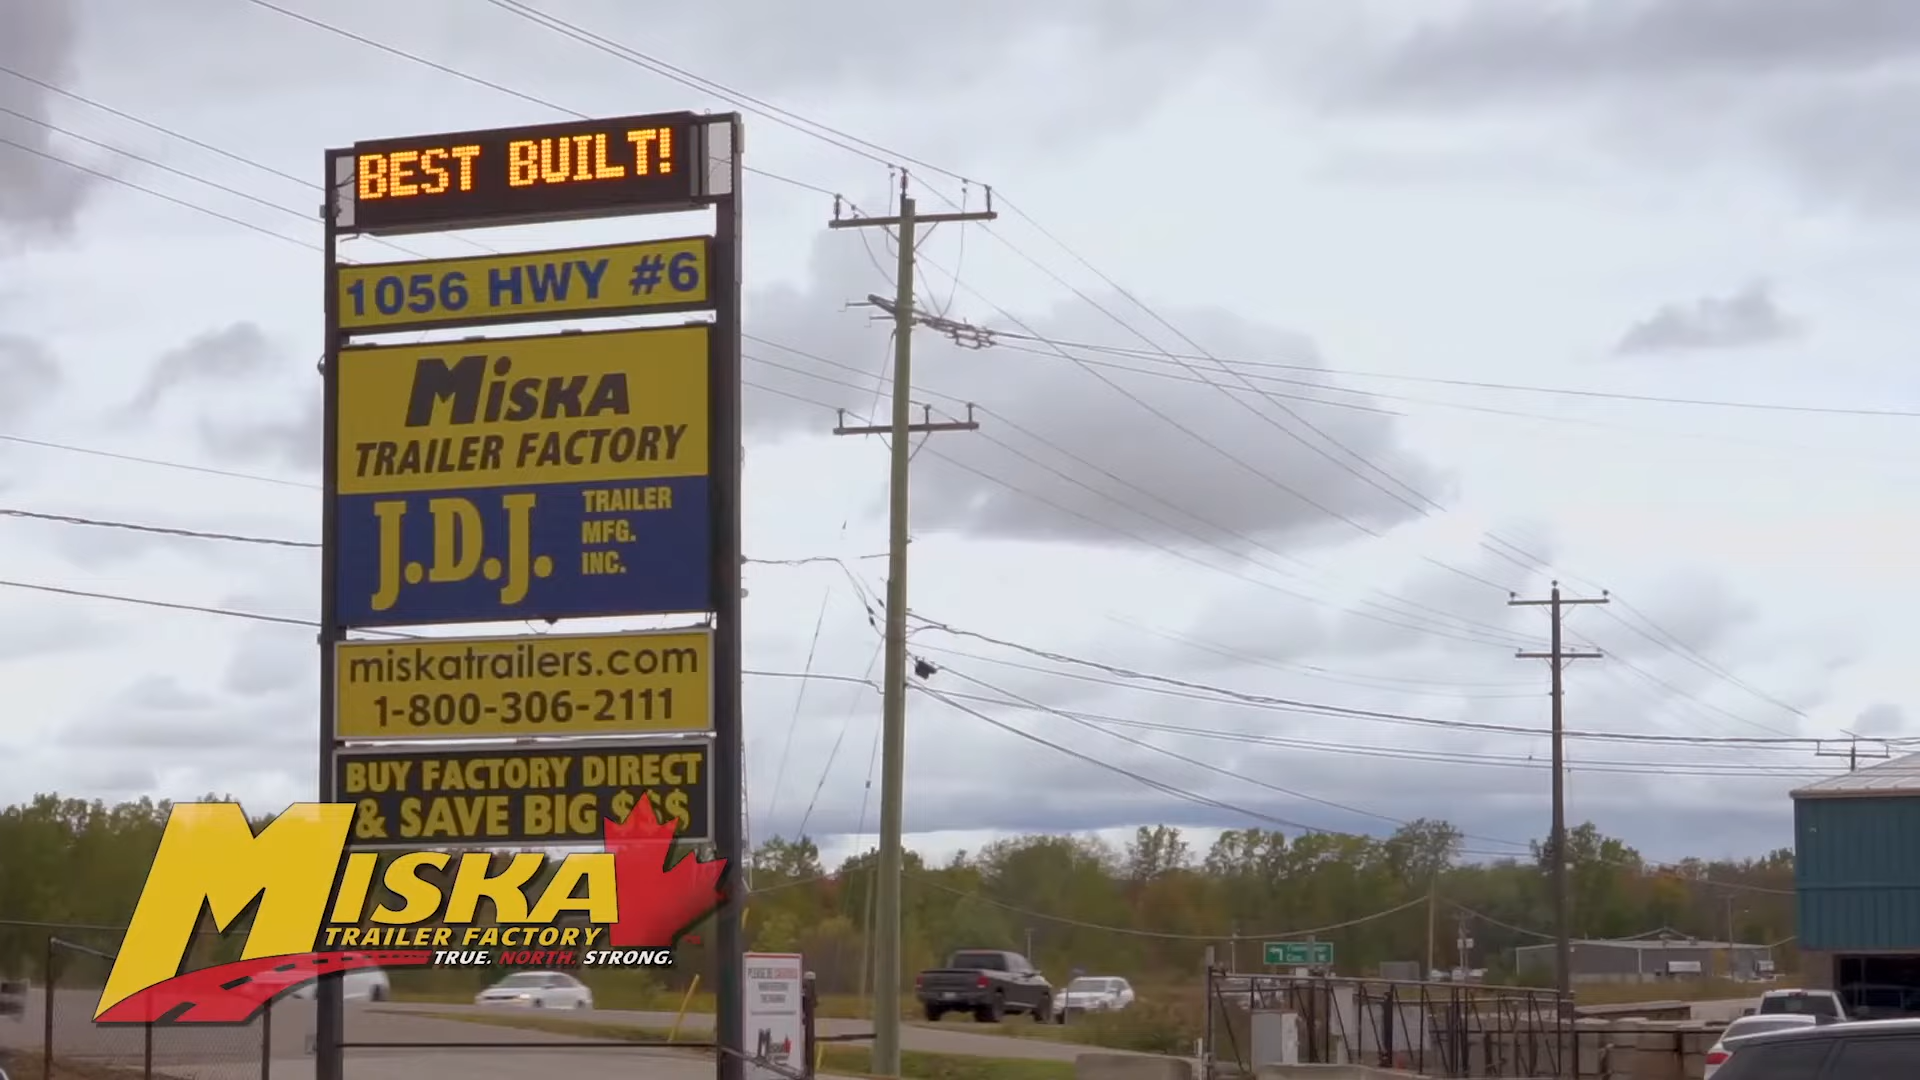 BEST BUILT!
1056 HWY #6
MiSKA
TRAILER FACTORY
J.D.J.
TRAILER
MFG.
INC.
miskatrailers.com
1-800-306-2111
BUY FACTORY DIRECT
& SAVE BIG $$$
MISKA
TRAILER FACTORY
TRUE. NORTH. STRONG.
MISKA